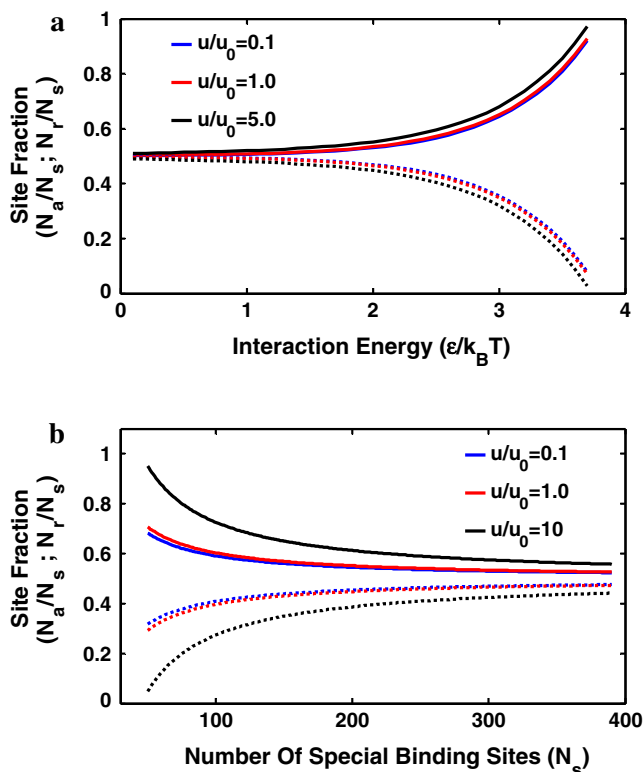 a
u/u0=0.1
u/u0=1.0
u/u0=5.0
1
0.8
0.6
0.4
0.2
0
Site Fraction
(Na/Ns ; Nr/Ns)
0 1 2 3 4
Interaction Energy (ε/kBT)
b
u/u0=0.1
u/u0=1.0
u/u0=10
1
0.8
0.6
0.4
0.2
0
Site Fraction
(Na/Ns ; Nr/Ns)
100 200 300 400
Number Of Special Binding Sites (Ns)